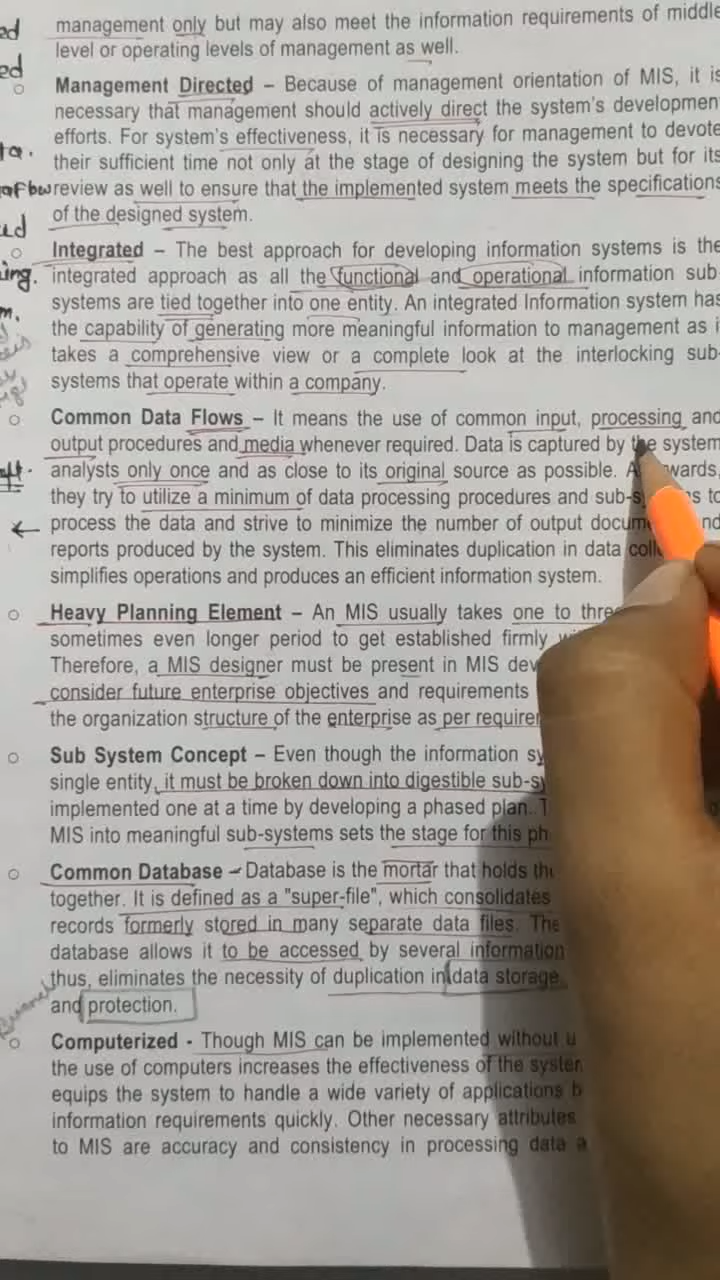 management only but may also meet the information requirements of middle
level or operating levels of management as well.
Management Directed – Because of management orientation of MIS, it is
necessary that management should actively direct the system's developmen
efforts. For system's effectiveness, it is necessary for management to devote
their sufficient time not only at the stage of designing the system but for its
review as well to ensure that the implemented system meets the specifications
of the designed system.
Integrated – The best approach for developing information systems is the
integrated approach as all the functional and operational information sub
systems are tied together into one entity. An integrated Information system has
the capability of generating more meaningful information to management as i
takes a comprehensive view or a complete look at the interlocking sub
systems that operate within a company.
Common Data Flows – It means the use of common input, processing and
output procedures and media whenever required. Data is captured by the system
analysts only once and as close to its original source as possible. A wards,
they try to utilize a minimum of data processing procedures and sub-s ns to
process the data and strive to minimize the number of output docum nd
reports produced by the system. This eliminates duplication in data coll
simplifies operations and produces an efficient information system.
Heavy Planning Element – An MIS usually takes one to thre
sometimes even longer period to get established firmly
Therefore, a MIS designer must be present in MIS dev
consider future enterprise objectives and requirements
the organization structure of the enterprise as per requirer
Sub System Concept – Even though the information sy
single entity, it must be broken down into digestible sub-sy
implemented one at a time by developing a phased plan. T
MIS into meaningful sub-systems sets the stage for this ph
Common Database – Database is the mortar that holds the
together. It is defined as a "super-file", which consolidates
records formerly stored in many separate data files. The
database allows it to be accessed by several information
thus, eliminates the necessity of duplication in data storage
and protection.
Computerized - Though MIS can be implemented without u
the use of computers increases the effectiveness of the system
equips the system to handle a wide variety of applications b
information requirements quickly. Other necessary attributes
to MIS are accuracy and consistency in processing data a